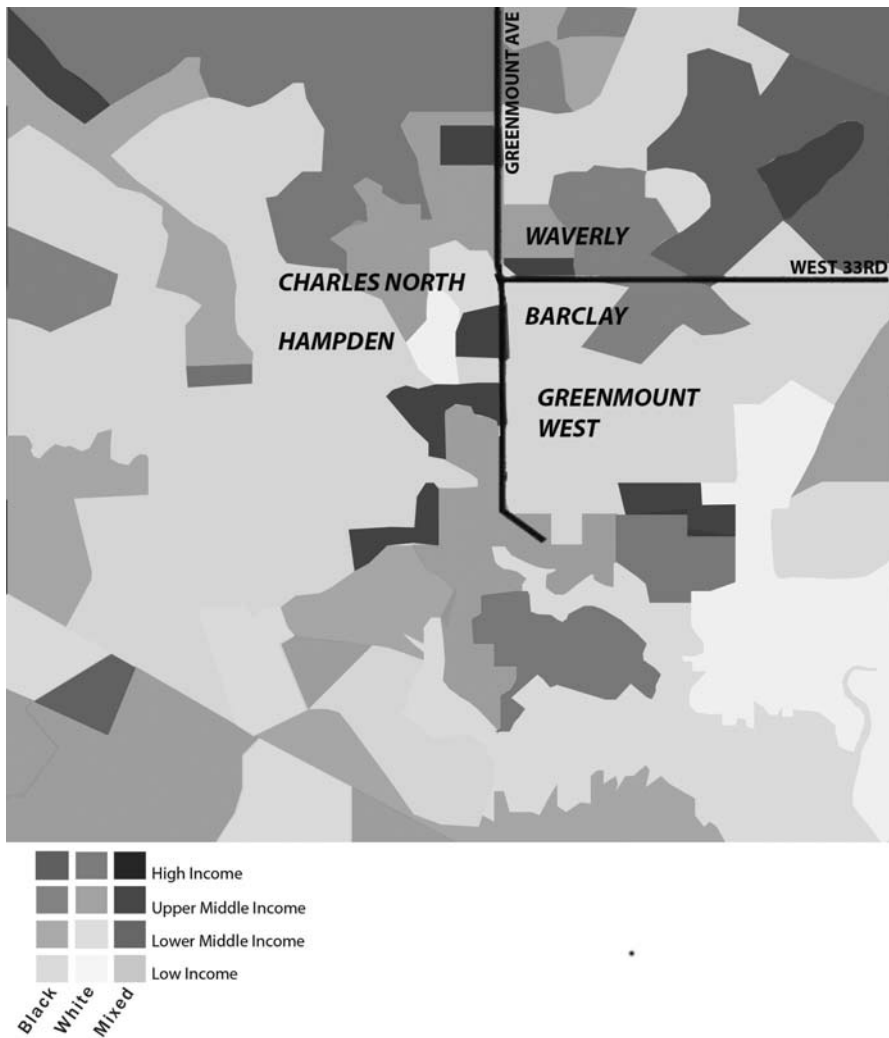 GREENMOUNT AVE
WAVERLY
WEST 33RD
CHARLES NORTH
BARCLAY
HAMPDEN
GREENMOUNT
WEST
High Income
Upper Middle Income
Lower Middle Income
Low Income
Black
White
Mixed